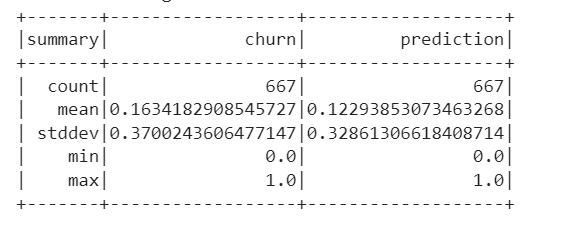 +-------+------------------+-------------------+
|summary|             churn|         prediction|
+-------+------------------+-------------------+
|  count|               667|                667|
|   mean|0.1634182908545727|0.12293853073463268|
| stddev|0.3700243606477147|0.32861306618408714|
|    min|               0.0|                0.0|
|    max|               1.0|                1.0|
+-------+------------------+-------------------+